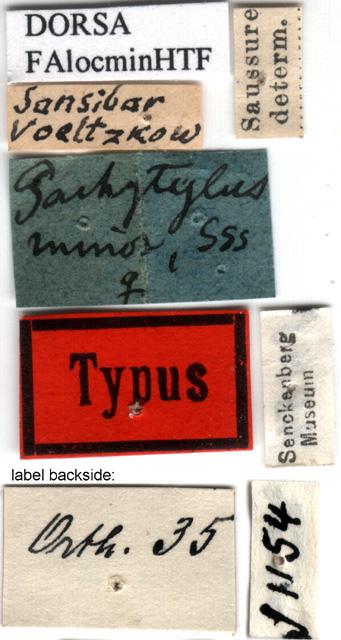 DORSA
FAlocminHTF
Saussure
determ.
Sansibar
Voeltzkow
Pachytylus
minor, Sss
♀
Typus
Senckenberg
Museum
label backside:
Orth. 35
1154